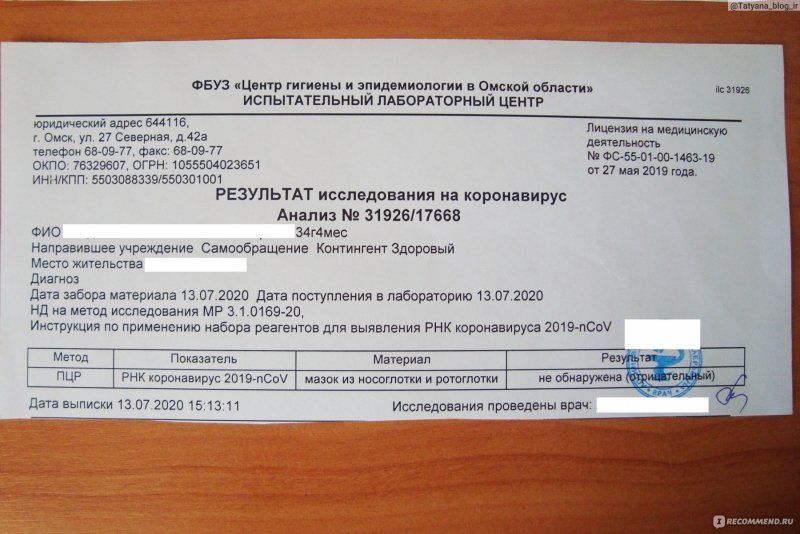 @Tatyana_blog_ir
ФБУЗ «Центр гигиены и эпидемиологии в Омской области»
ilc 31926
ИСПЫТАТЕЛЬНЫЙ ЛАБОРАТОРНЫЙ ЦЕНТР
юридический адрес 644116,
г. Омск, ул. 27 Северная, д.42а
телефон 68-09-77, факс: 68-09-77
ОКПО: 76329607, ОГРН: 1055504023651
ИНН/КПП: 5503088339/550301001
Лицензия на медицинскую
деятельность
№ ФС-55-01-00-1463-19
от 27 мая 2019 года.
РЕЗУЛЬТАТ исследования на коронавирус
Анализ № 31926/17668
ФИО 34г4мес
Направившее учреждение Самообращение Контингент Здоровый
Место жительства
Диагноз
Дата забора материала 13.07.2020 Дата поступления в лабораторию 13.07.2020
НД на метод исследования МР 3.1.0169-20,
Инструкция по применению набора реагентов для выявления РНК коронавируса 2019-nCoV
Метод Показатель Материал Результат
ПЦР РНК коронавирус 2019-nCoV мазок из носоглотки и ротоглотки не обнаружена (отрицательный)
ВРАЧ
Дата выписки 13.07.2020 15:13:11 Исследования проведены врач:
IRECOMMEND.RU